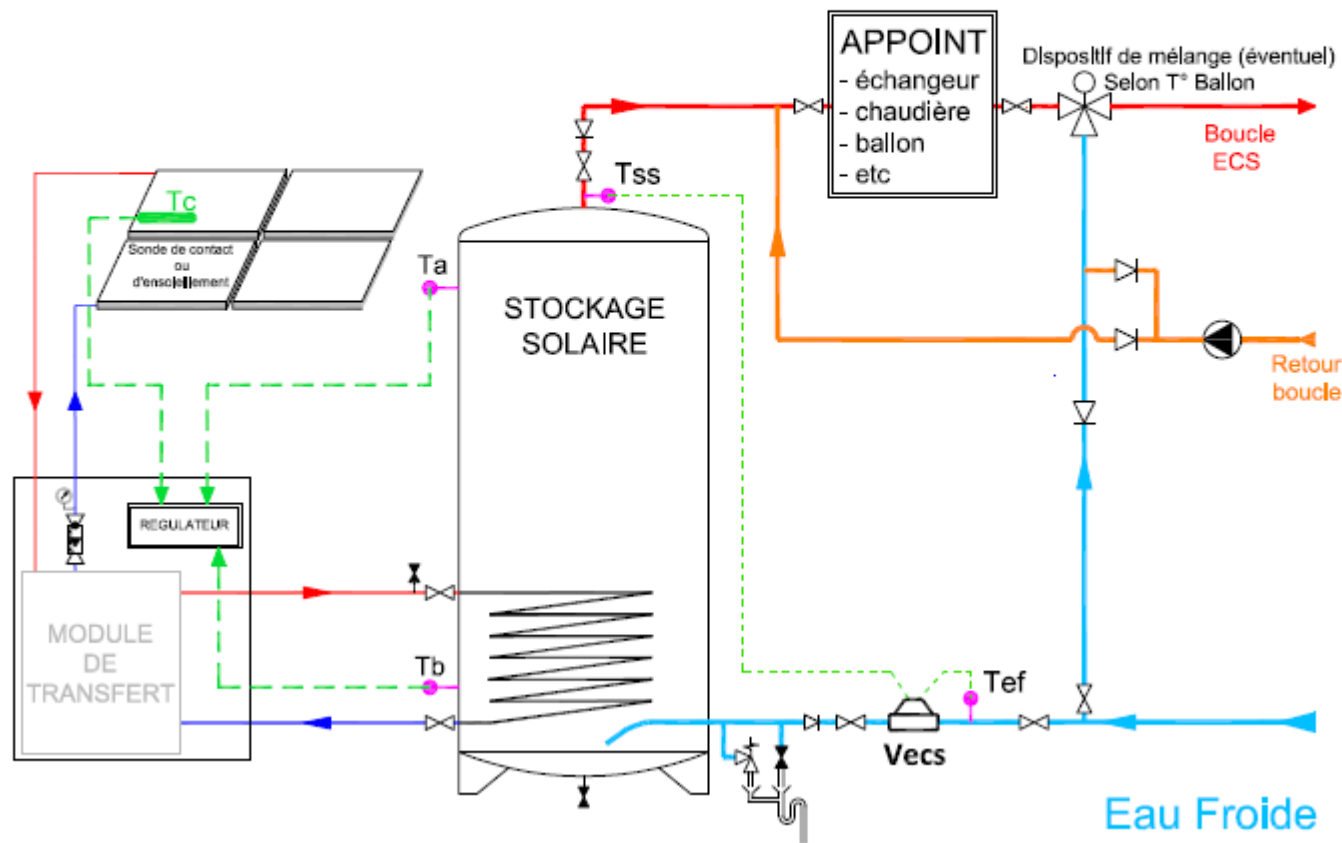 APPOINT
- échangeur
- chaudière
- ballon
- etc
Dispositif de mélange (éventuel)
Selon T° Ballon
Boucle
ECS
Tss
Tc
Sonde de contact
ou
d'ensoleillement
Ta
STOCKAGE
SOLAIRE
Retour
boucle
REGULATEUR
MODULE
DE
TRANSFERT
Tb
Tef
Vecs
Eau Froide